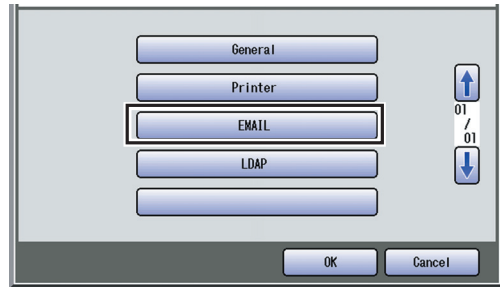 General
Printer
EMAIL
LDAP
01
/
01
OK
Cancel